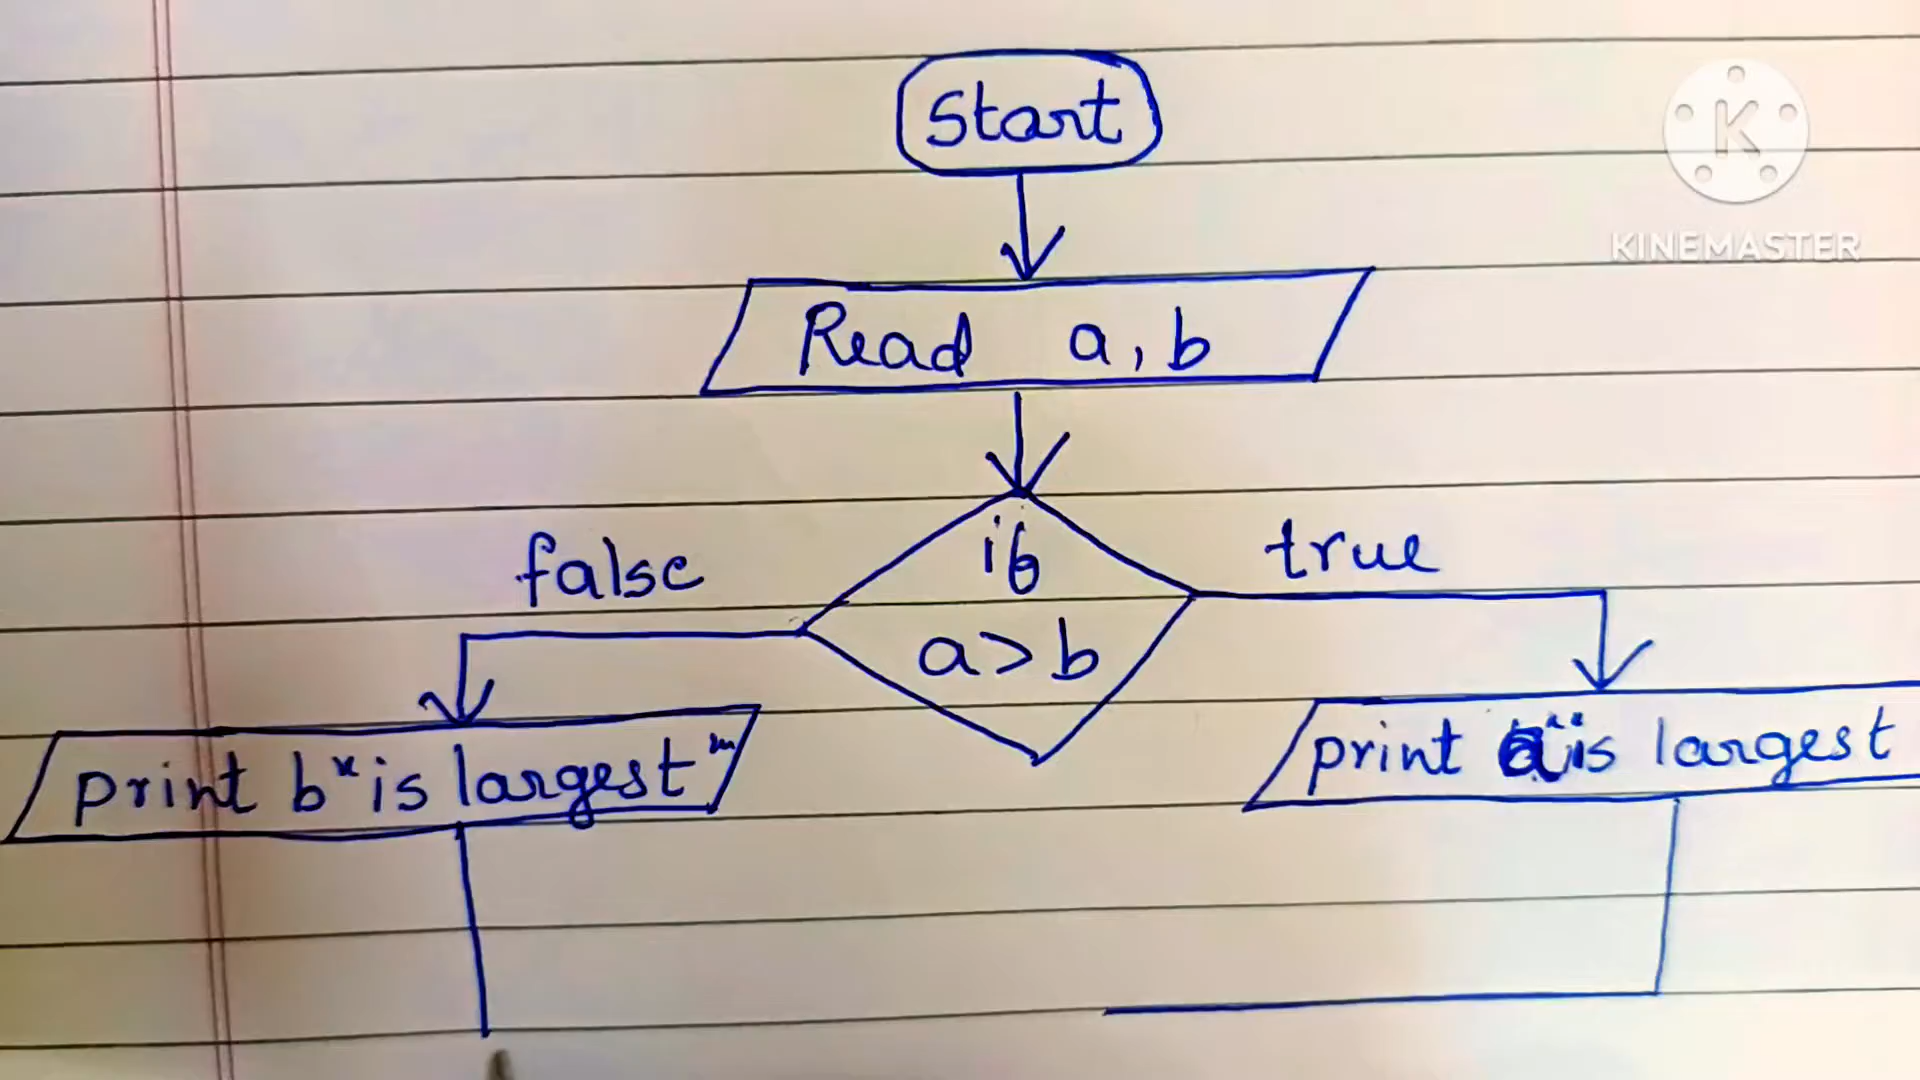 Start
K
KINEMASTER
Read a, b
if
a > b
false
true
print b "is largest"
print a "is largest